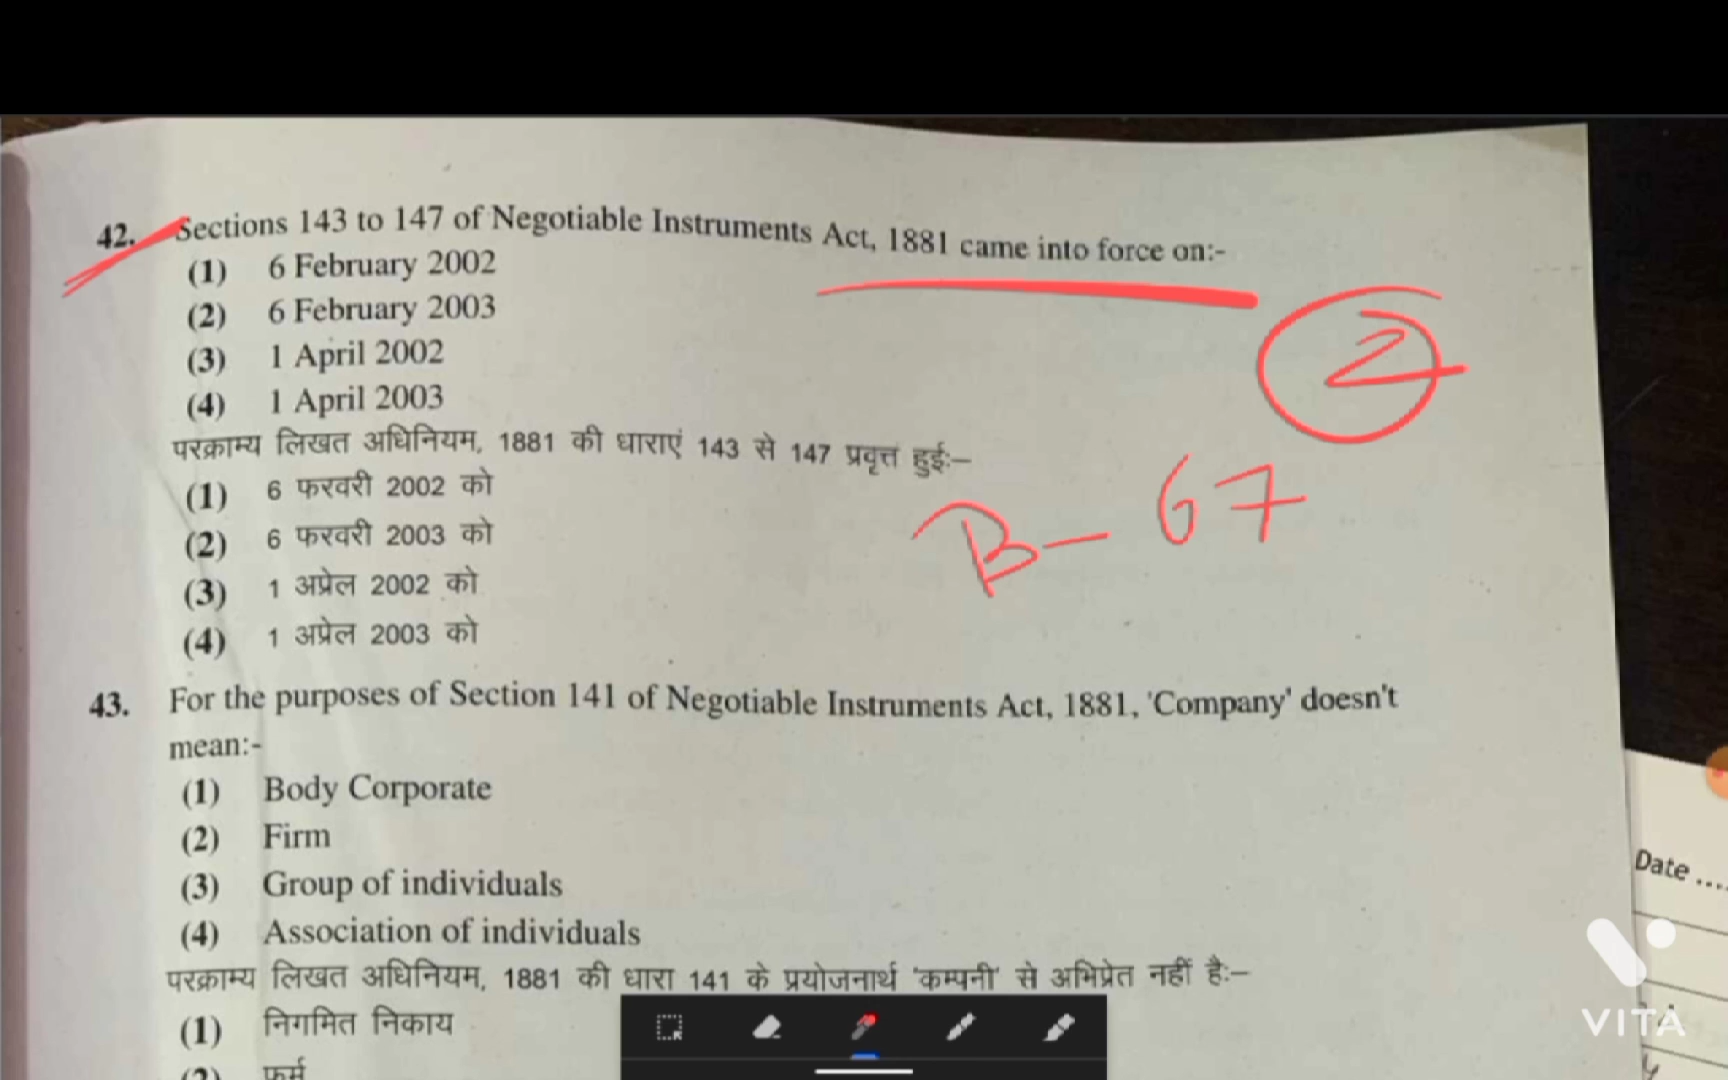 42. Sections 143 to 147 of Negotiable Instruments Act, 1881 came into force on:-
(1) 6 February 2002
(2) 6 February 2003
(3) 1 April 2002
(4) 1 April 2003
2
परक्राम्य लिखत अधिनियम, 1881 की धाराएं 143 से 147 प्रवृत्त हुई:–
(1) 6 फरवरी 2002 को
(2) 6 फरवरी 2003 को
(3) 1 अप्रेल 2002 को
(4) 1 अप्रेल 2003 को
B – 67
43. For the purposes of Section 141 of Negotiable Instruments Act, 1881, 'Company' doesn't
mean:-
(1) Body Corporate
(2) Firm
(3) Group of individuals
(4) Association of individuals
परक्राम्य लिखत अधिनियम, 1881 की धारा 141 के प्रयोजनार्थ 'कम्पनी' से अभिप्रेत नहीं है:–
(1) निगमित निकाय
(2) फर्म
Date ....
VITA